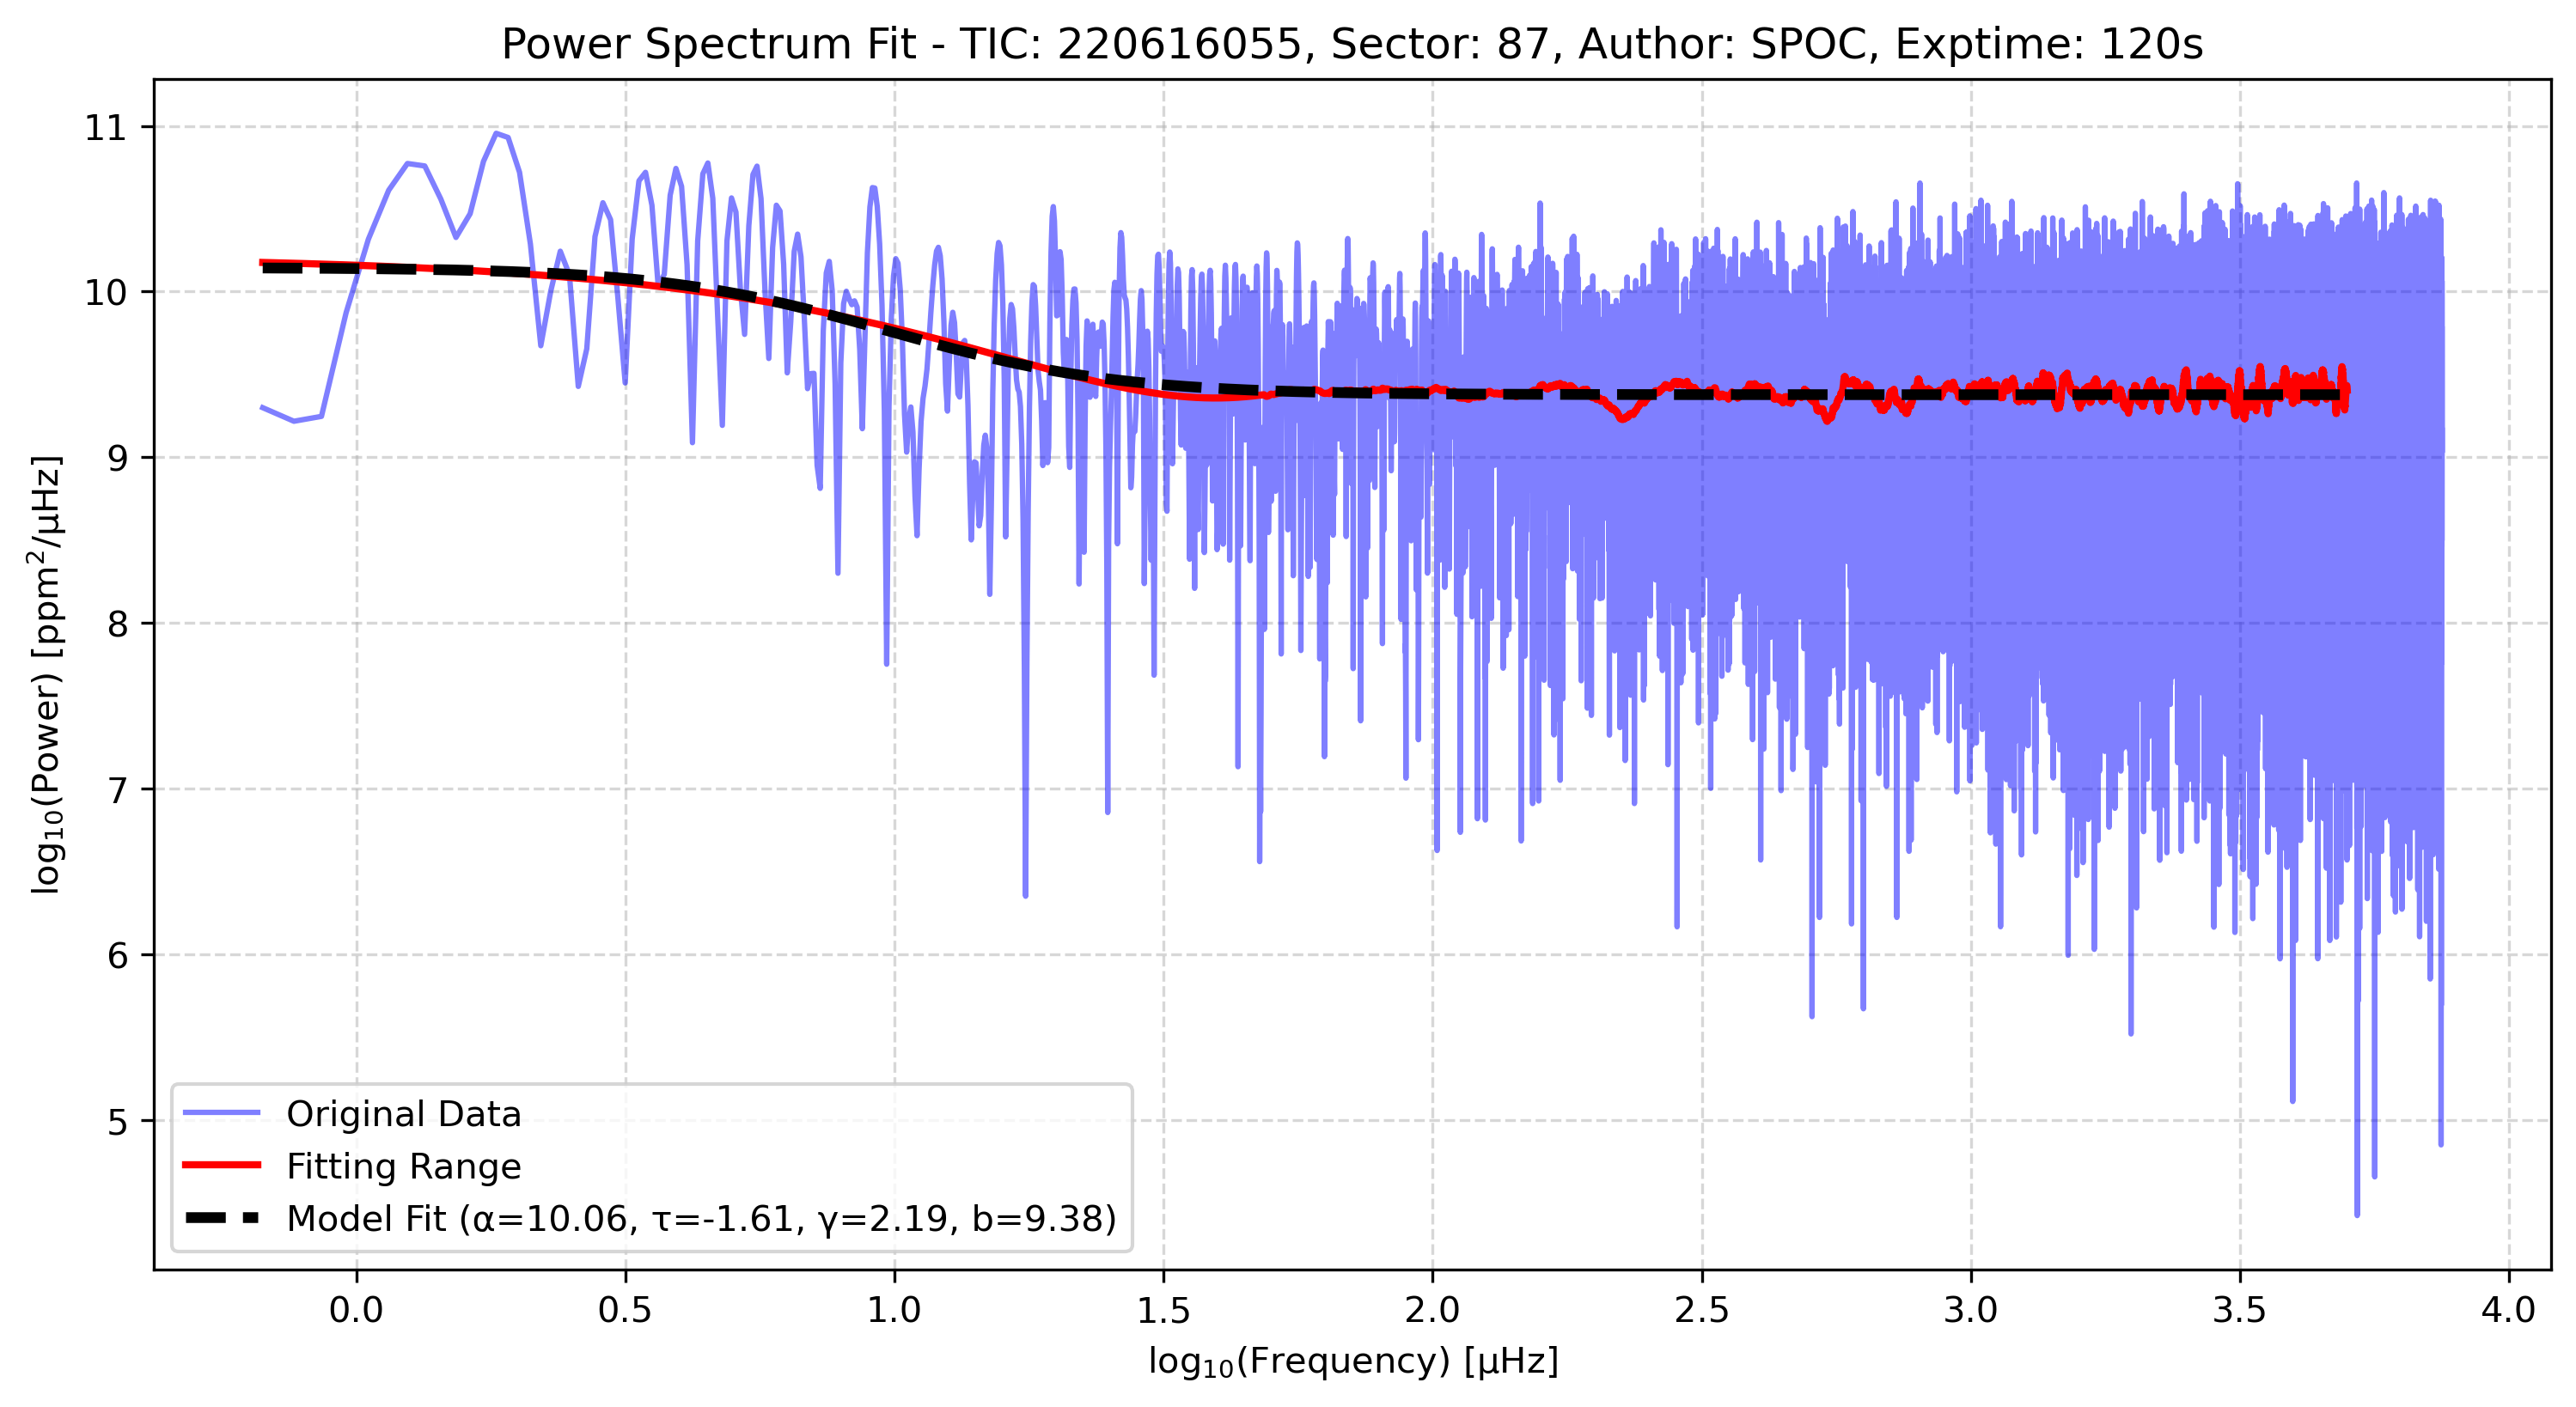 Power Spectrum Fit - TIC: 220616055, Sector: 87, Author: SPOC, Exptime: 120s
log₁₀(Power) [ppm²/μHz]
11
10
9
8
7
6
5
Original Data
Fitting Range
Model Fit (α=10.06, τ=-1.61, γ=2.19, b=9.38)
0.0 0.5 1.0 1.5 2.0 2.5 3.0 3.5 4.0
log₁₀(Frequency) [μHz]